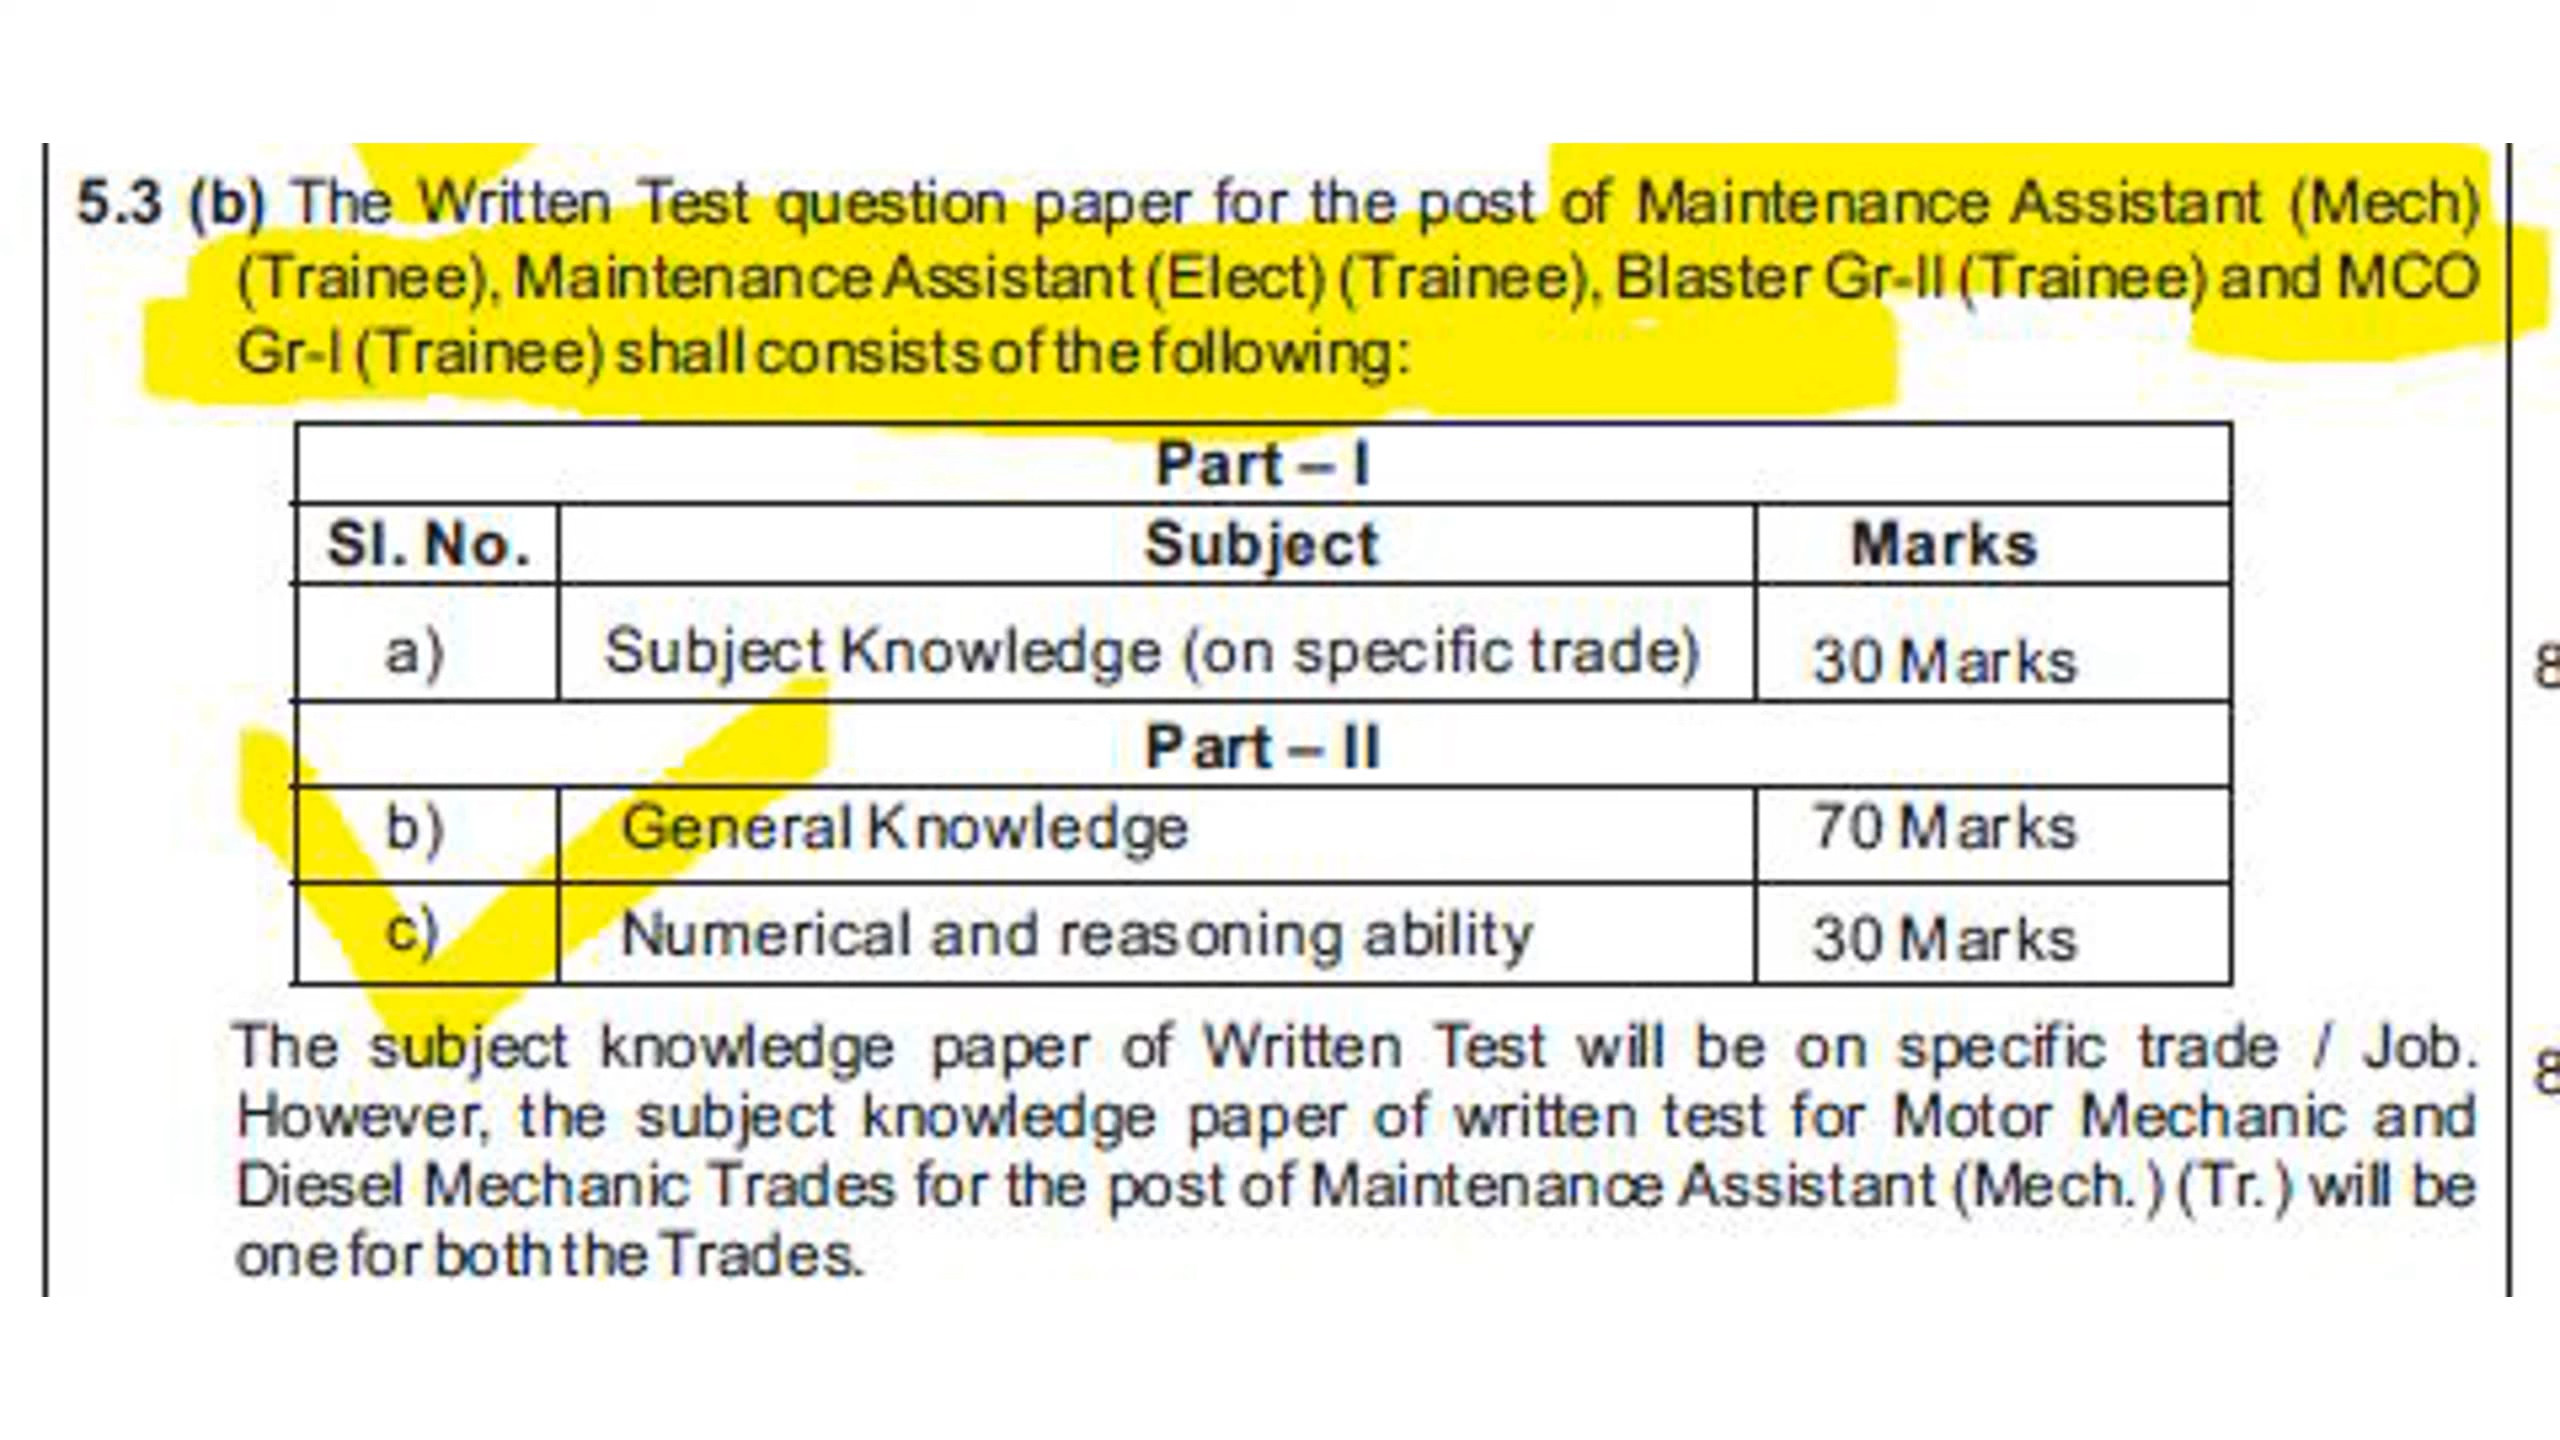 5.3 (b) The Written Test question paper for the post of Maintenance Assistant (Mech)
(Trainee), Maintenance Assistant (Elect) (Trainee), Blaster Gr-II (Trainee) and MCO
Gr-I (Trainee) shall consists of the following:
Part – I
Sl. No. Subject Marks
a) Subject Knowledge (on specific trade) 30 Marks
8
Part – II
b) General Knowledge 70 Marks
c) Numerical and reasoning ability 30 Marks
The subject knowledge paper of Written Test will be on specific trade / Job.
8
However, the subject knowledge paper of written test for Motor Mechanic and
Diesel Mechanic Trades for the post of Maintenance Assistant (Mech.) (Tr.) will be
one for both the Trades.